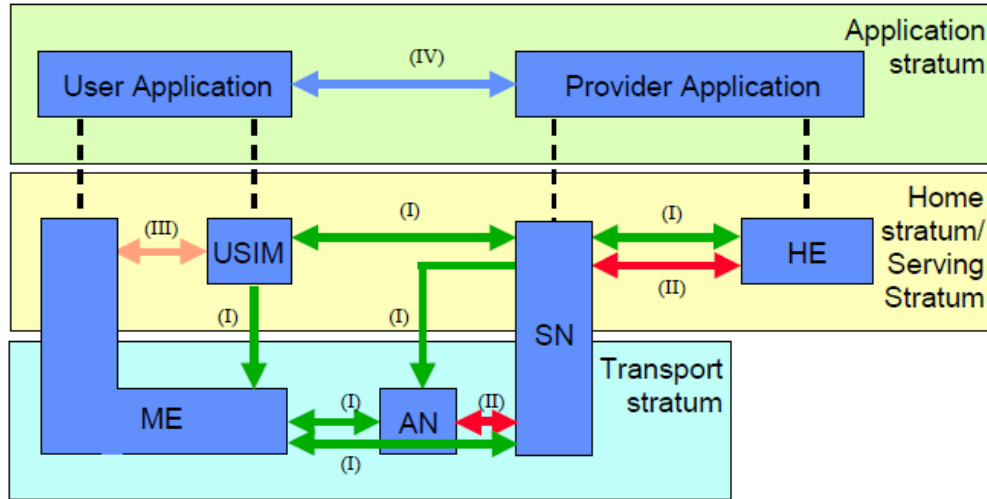 Application
stratum
(IV)
User Application
Provider Application
Home
stratum/
Serving
Stratum
(III)
(I)
(I)
USIM
HE
(II)
(I)
(I)
SN
Transport
stratum
ME
(I)
AN
(II)
(I)